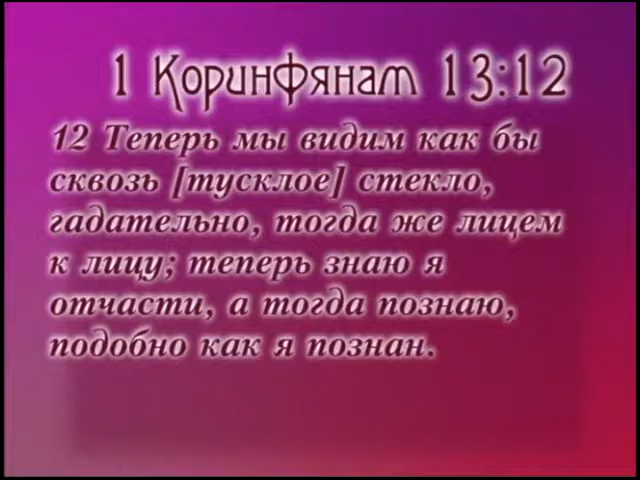 1 Коринфянам 13:12
12 Теперь мы видим как бы
сквозь [тусклое] стекло,
гадательно, тогда же лицем
к лицу; теперь знаю я
отчасти, а тогда познаю,
подобно как я познан.